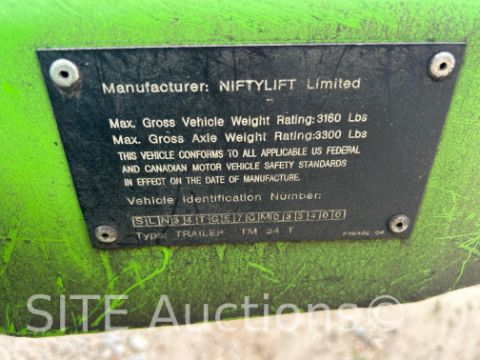 Manufacturer: NIFTYLIFT Limited
Max. Gross Vehicle Weight Rating:3160 Lbs
Max. Gross Axle Weight Rating:3300 Lbs
THIS VEHICLE CONFORMS TO ALL APPLICABLE US FEDERAL
AND CANADIAN MOTOR VEHICLE SAFETY STANDARDS
IN EFFECT ON THE DATE OF MANUFACTURE.
Vehicle Identification Number:
Type: TRAILER TM 34 T
SITE Auctions.com®